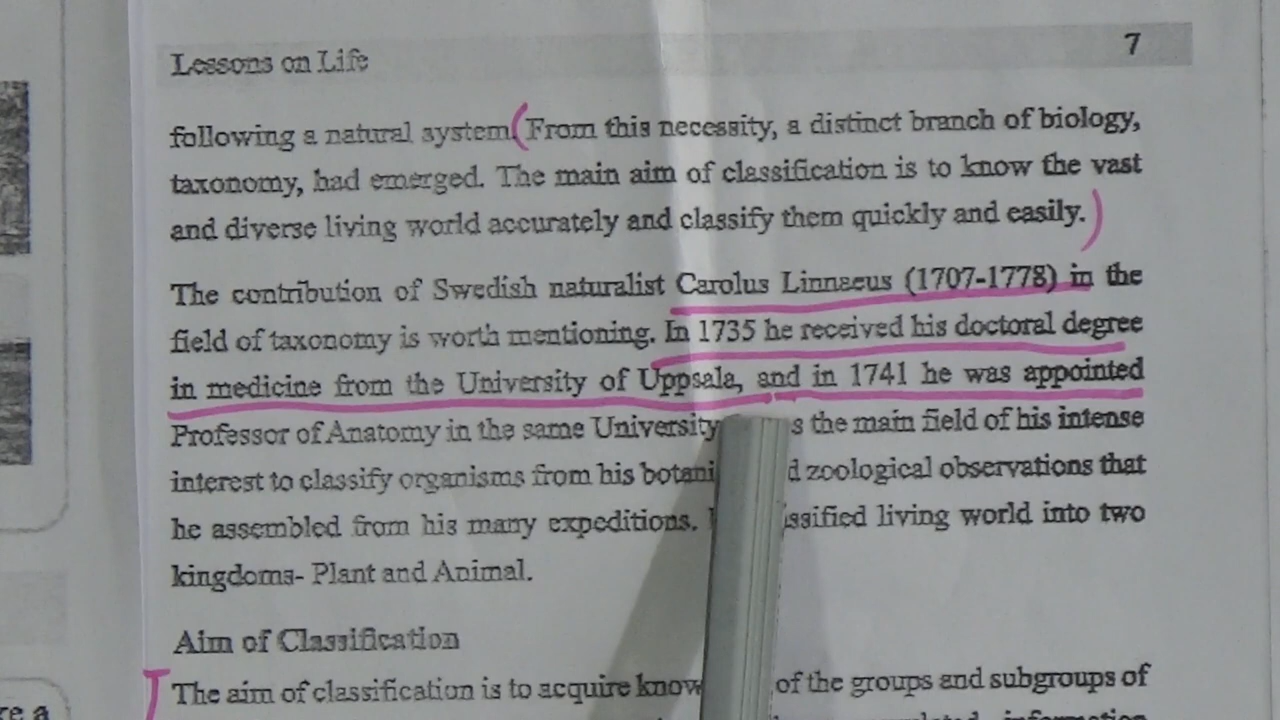 Lessons on Life
7
following a natural system. (From this necessity, a distinct branch of biology,
taxonomy, had emerged. The main aim of classification is to know the vast
and diverse living world accurately and classify them quickly and easily.)
The contribution of Swedish naturalist Carolus Linnaeus (1707-1778) in the
field of taxonomy is worth mentioning. In 1735 he received his doctoral degree
in medicine from the University of Uppsala, and in 1741 he was appointed
Professor of Anatomy in the same University the main field of his intense
interest to classify organisms from his zoological observations that
he assembled from his many expeditions. living world into two
kingdoms- Plant and Animal.
Aim of Classification
The aim of classification is to acquire of the groups and subgroups of
information